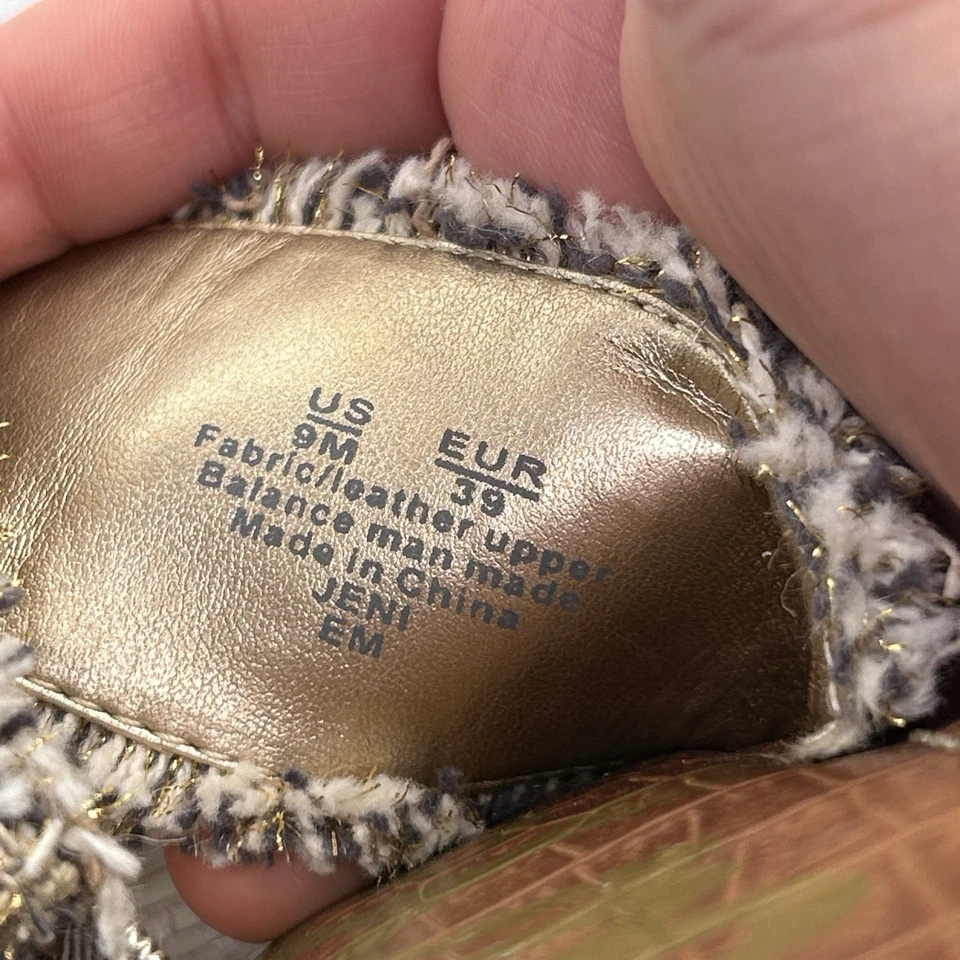 US EUR
9M 39
Fabric/leather upper
Balance man made
Made in China
JENI
EM